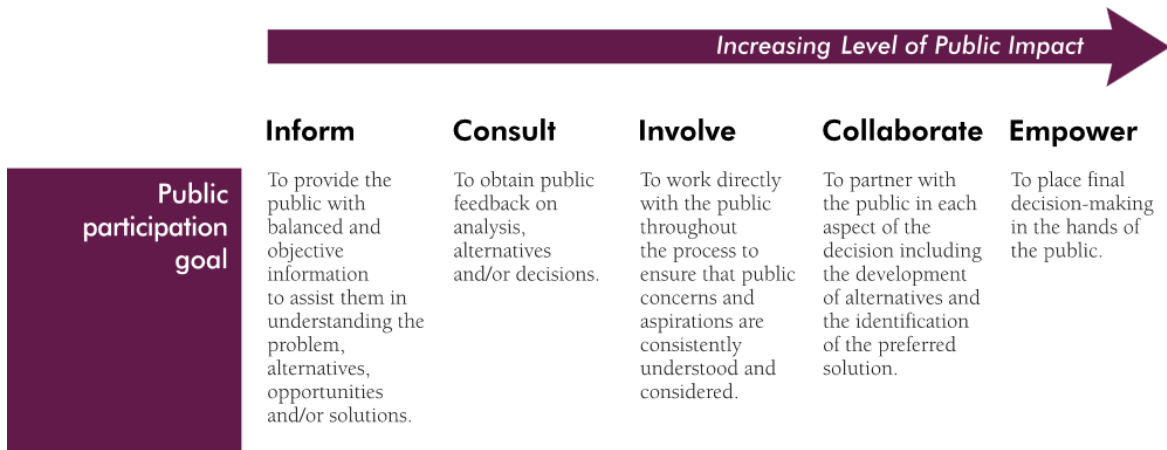 Increasing Level of Public Impact
Inform
Consult
Involve
Collaborate
Empower
Public
participation
goal
To provide the
public with
balanced and
objective
information
to assist them in
understanding the
problem,
alternatives,
opportunities
and/or solutions.
To obtain public
feedback on
analysis,
alternatives
and/or decisions.
To work directly
with the public
throughout
the process to
ensure that public
concerns and
aspirations are
consistently
understood and
considered.
To partner with
the public in each
aspect of the
decision including
the development
of alternatives and
the identification
of the preferred
solution.
To place final
decision-making
in the hands of
the public.